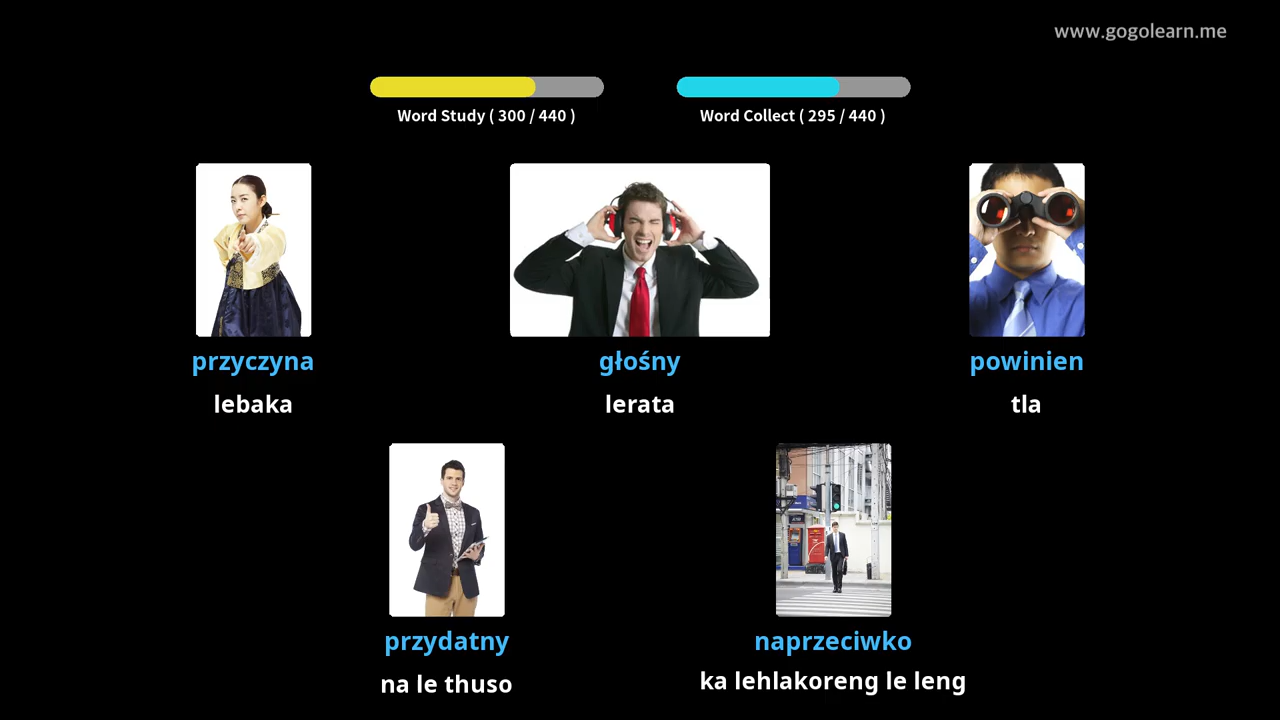 www.gogolearn.me
Word Study ( 300 / 440 )
Word Collect ( 295 / 440 )
przyczyna
głośny
powinien
lebaka
lerata
tla
przydatny
naprzeciwko
na le thuso
ka lehlakoreng le leng